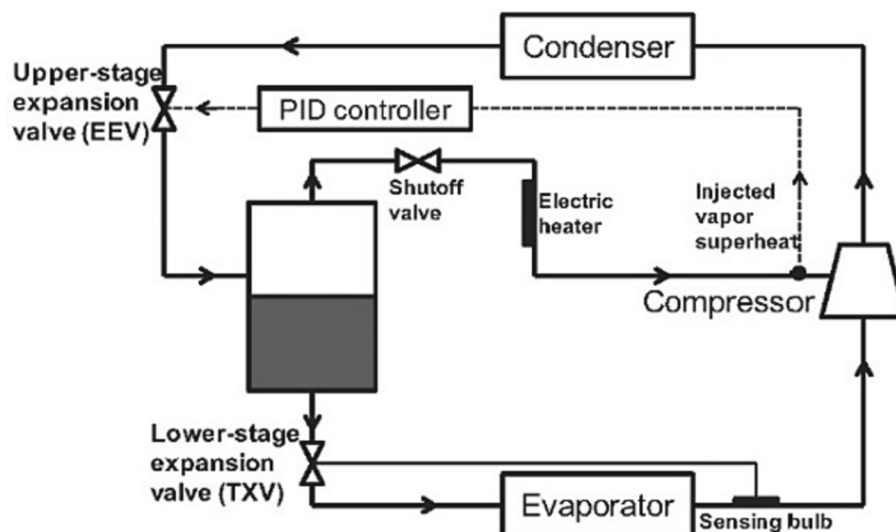 Condenser
Upper-stage
expansion
valve (EEV)
PID controller
Shutoff
valve
Electric
heater
Injected
vapor
superheat
Compressor
Lower-stage
expansion
valve (TXV)
Evaporator
Sensing bulb